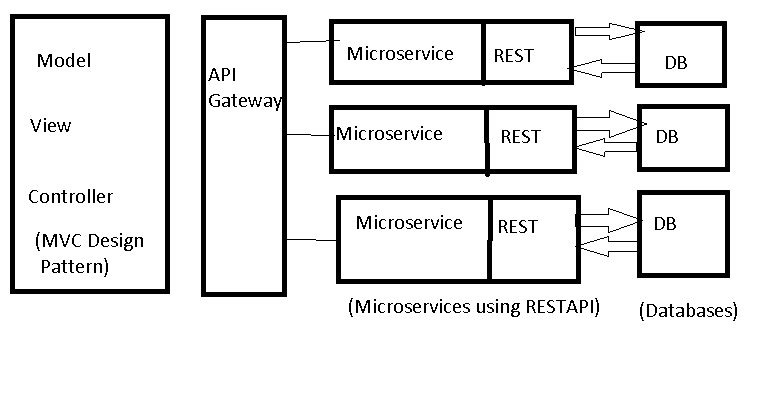 Model
View
Controller
(MVC Design
Pattern)
API
Gateway
Microservice
REST
DB
Microservice
REST
DB
Microservice
REST
DB
(Microservices using RESTAPI)
(Databases)